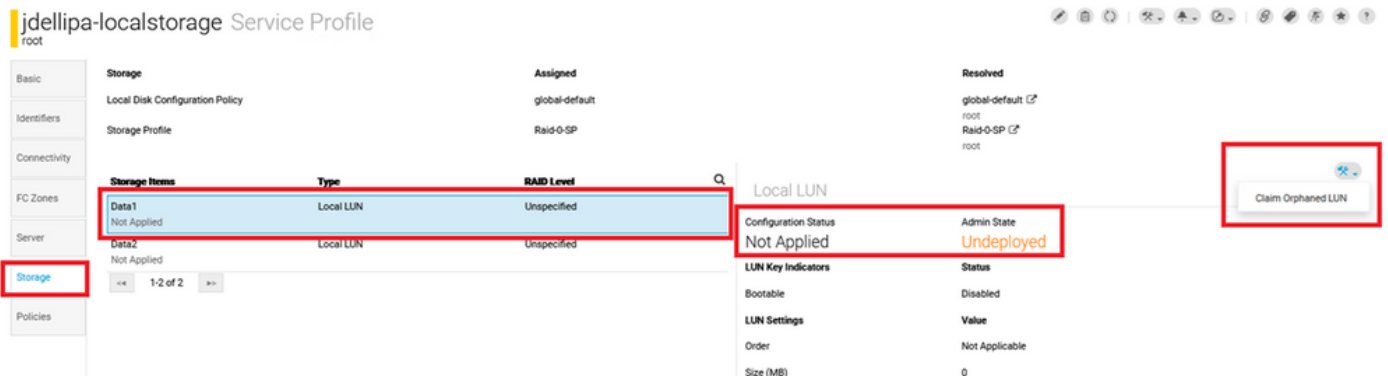 jdellipa-localstorage Service Profile
root
Basic
Identifiers
Connectivity
FC Zones
Server
Storage
Policies
Storage Assigned Resolved
Local Disk Configuration Policy global-default global-default
root
Storage Profile Raid-0-SP Raid-0-SP
root
Storage Items Type RAID Level
Data1 Local LUN Unspecified
Not Applied
Data2 Local LUN Unspecified
Not Applied
1-2 of 2
Local LUN
Claim Orphaned LUN
Configuration Status Admin State
Not Applied Undeployed
LUN Key Indicators Status
Bootable Disabled
LUN Settings Value
Order Not Applicable
Size (MB) 0